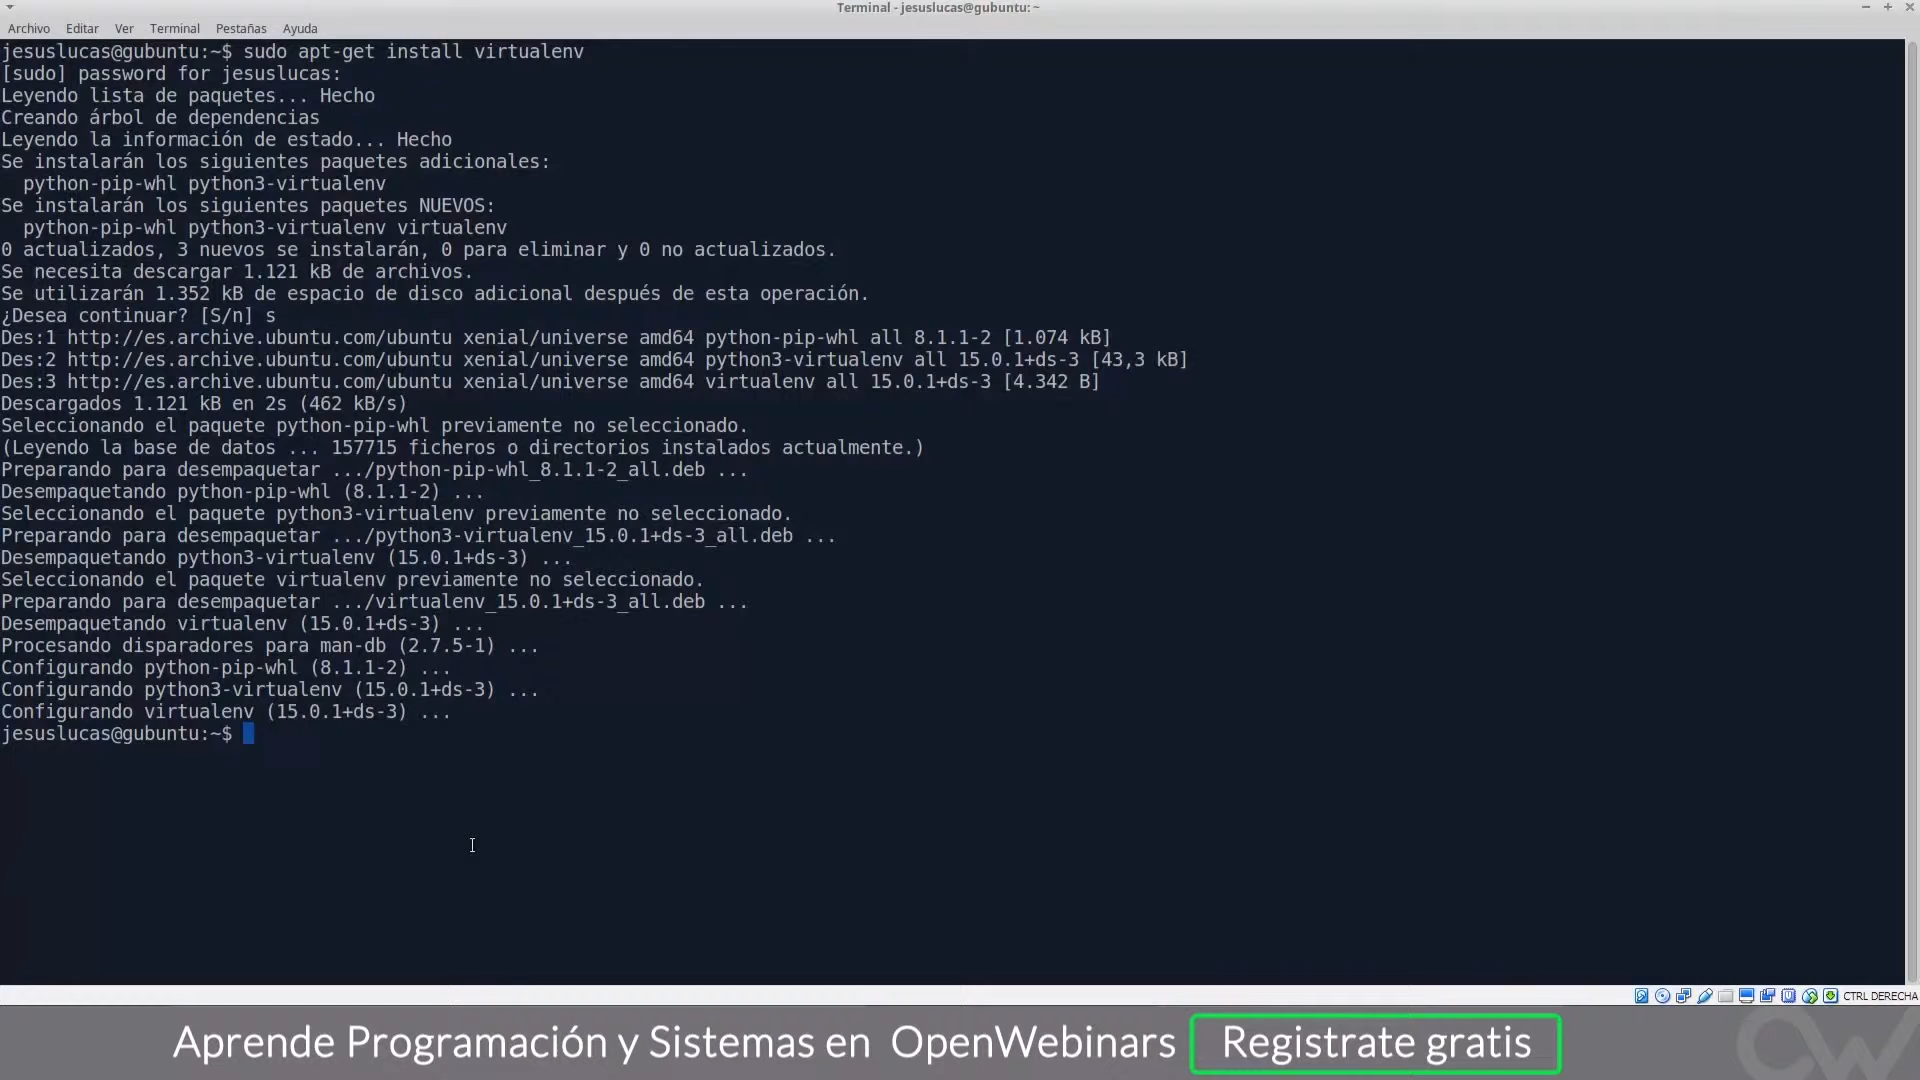 Terminal - jesuslucas@gubuntu: ~
Archivo Editar Ver Terminal Pestañas Ayuda
jesuslucas@gubuntu:~$ sudo apt-get install virtualenv
[sudo] password for jesuslucas:
Leyendo lista de paquetes... Hecho
Creando árbol de dependencias
Leyendo la información de estado... Hecho
Se instalarán los siguientes paquetes adicionales:
  python-pip-whl python3-virtualenv
Se instalarán los siguientes paquetes NUEVOS:
  python-pip-whl python3-virtualenv virtualenv
0 actualizados, 3 nuevos se instalarán, 0 para eliminar y 0 no actualizados.
Se necesita descargar 1.121 kB de archivos.
Se utilizarán 1.352 kB de espacio de disco adicional después de esta operación.
¿Desea continuar? [S/n] s
Des:1 http://es.archive.ubuntu.com/ubuntu xenial/universe amd64 python-pip-whl all 8.1.1-2 [1.074 kB]
Des:2 http://es.archive.ubuntu.com/ubuntu xenial/universe amd64 python3-virtualenv all 15.0.1+ds-3 [43,3 kB]
Des:3 http://es.archive.ubuntu.com/ubuntu xenial/universe amd64 virtualenv all 15.0.1+ds-3 [4.342 B]
Descargados 1.121 kB en 2s (462 kB/s)
Seleccionando el paquete python-pip-whl previamente no seleccionado.
(Leyendo la base de datos ... 157715 ficheros o directorios instalados actualmente.)
Preparando para desempaquetar .../python-pip-whl_8.1.1-2_all.deb ...
Desempaquetando python-pip-whl (8.1.1-2) ...
Seleccionando el paquete python3-virtualenv previamente no seleccionado.
Preparando para desempaquetar .../python3-virtualenv_15.0.1+ds-3_all.deb ...
Desempaquetando python3-virtualenv (15.0.1+ds-3) ...
Seleccionando el paquete virtualenv previamente no seleccionado.
Preparando para desempaquetar .../virtualenv_15.0.1+ds-3_all.deb ...
Desempaquetando virtualenv (15.0.1+ds-3) ...
Procesando disparadores para man-db (2.7.5-1) ...
Configurando python-pip-whl (8.1.1-2) ...
Configurando python3-virtualenv (15.0.1+ds-3) ...
Configurando virtualenv (15.0.1+ds-3) ...
jesuslucas@gubuntu:~$
CTRL DERECHA
Aprende Programación y Sistemas en OpenWebinars Registrate gratis